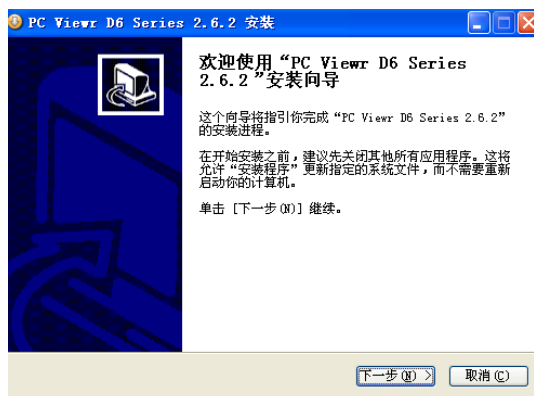 PC Viewr D6 Series 2.6.2 安装
欢迎使用“PC Viewr D6 Series
2.6.2”安装向导
这个向导将指引你完成“PC Viewr D6 Series 2.6.2”
的安装进程。
在开始安装之前，建议先关闭其他所有应用程序。这将
允许“安装程序”更新指定的系统文件，而不需要重新
启动你的计算机。
单击 [下一步(N)] 继续。
下一步(N) >
取消(C)